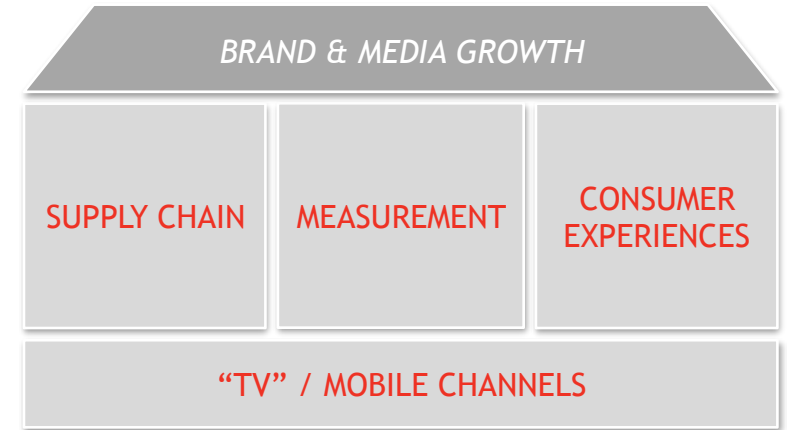 BRAND & MEDIA GROWTH
SUPPLY CHAIN
MEASUREMENT
CONSUMER
EXPERIENCES
“TV” / MOBILE CHANNELS